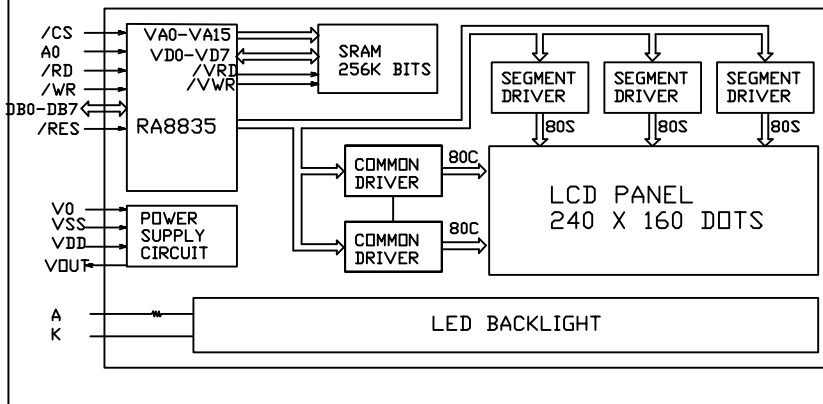 /CS
A0
/RD
/WR
DB0-DB7
/RES
VA0-VA15
VD0-VD7
/VRD
/VWR
RA8835
SRAM
256K BITS
SEGMENT
DRIVER
SEGMENT
DRIVER
SEGMENT
DRIVER
80S
80S
80S
COMMON
DRIVER
80C
COMMON
DRIVER
80C
LCD PANEL
240 X 160 DOTS
V0
VSS
VDD
VOUT
POWER
SUPPLY
CIRCUIT
A
K
LED BACKLIGHT